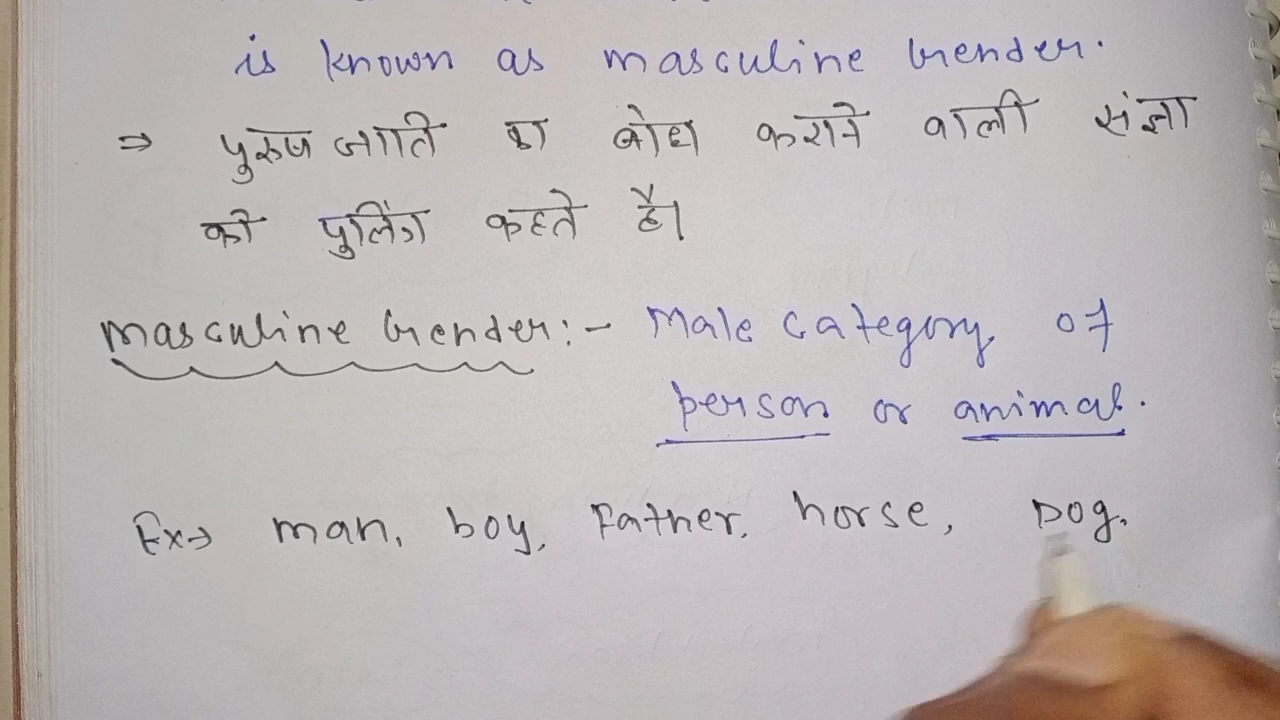 is known as masculine Gender.
⇒ पुरुष जाति का बोध कराने वाली संज्ञा
को पुलिंग कहते है।
masculine Gender:- Male category of
person or animal.
Ex→ man, boy, Father, horse, Dog.